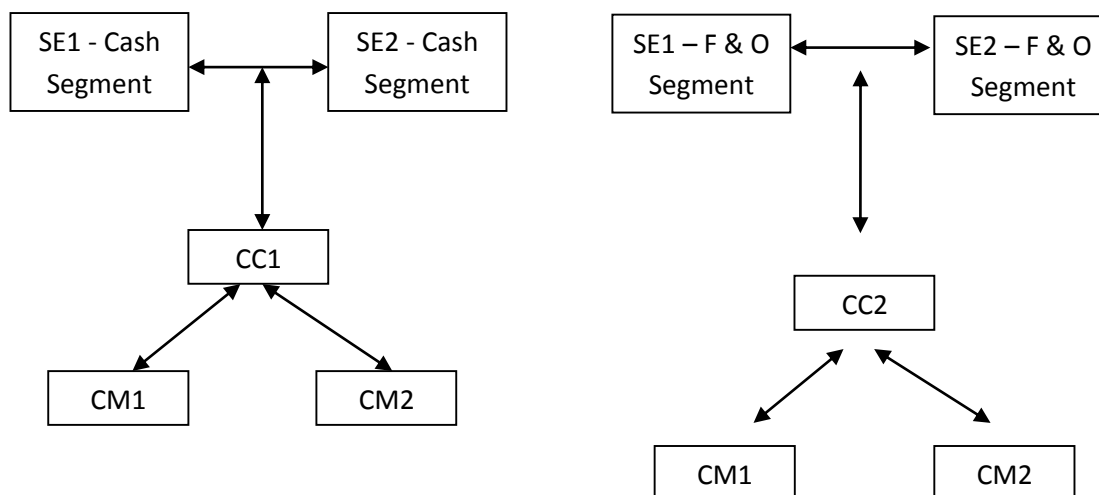 SE1 - Cash
Segment
SE2 - Cash
Segment
SE1 – F & O
Segment
SE2 – F & O
Segment
CC1
CC2
CM1
CM2
CM1
CM2